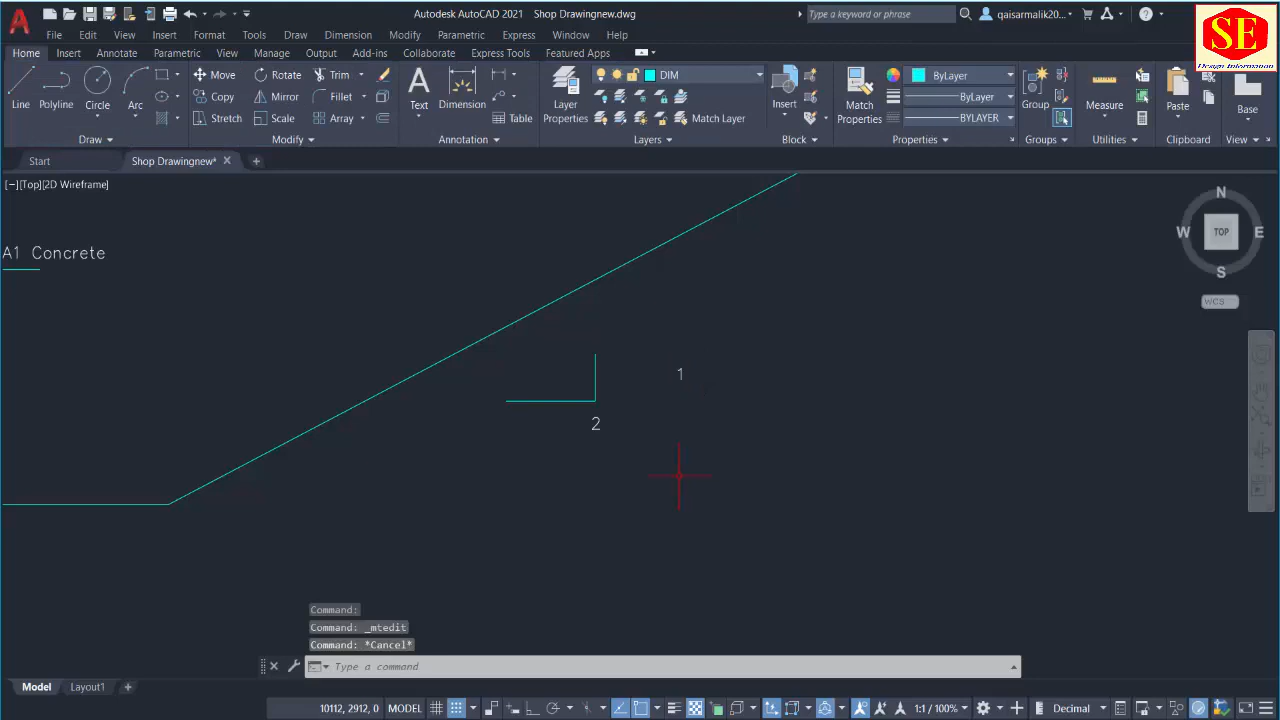 Autodesk AutoCAD 2021 Shop Drawingnew.dwg
Type a keyword or phrase
qaisarmalik20...
SE
Design Information
File Edit View Insert Format Tools Draw Dimension Modify Parametric Express Window Help
Home Insert Annotate Parametric View Manage Output Add-ins Collaborate Express Tools Featured Apps
Line Polyline Circle Arc
Move Rotate Trim
Copy Mirror Fillet
Stretch Scale Array
Text Dimension Table
Layer Properties
DIM
Match Layer
Insert
Match Properties
ByLayer
ByLayer
BYLAYER
Group
Measure
Paste
Base
Draw Modify Annotation Layers Block Properties Groups Utilities Clipboard View
Start Shop Drawingnew*
[−][Top][2D Wireframe]
N
W TOP E
S
WCS
A1 Concrete
1
2
Command:
Command: _mtedit
Command: *Cancel*
Type a command
Model Layout1
10112, 2912, 0 MODEL 1:1 / 100% Decimal